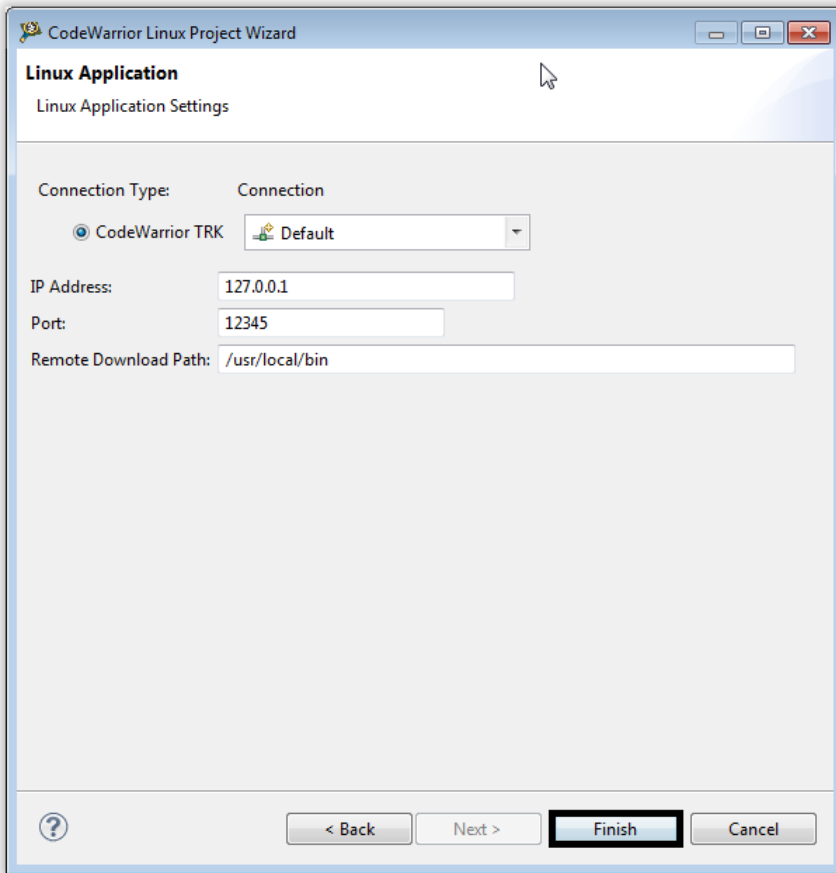 CodeWarrior Linux Project Wizard
Linux Application
Linux Application Settings
Connection Type: Connection
CodeWarrior TRK Default
IP Address: 127.0.0.1
Port: 12345
Remote Download Path: /usr/local/bin
? < Back Next > Finish Cancel